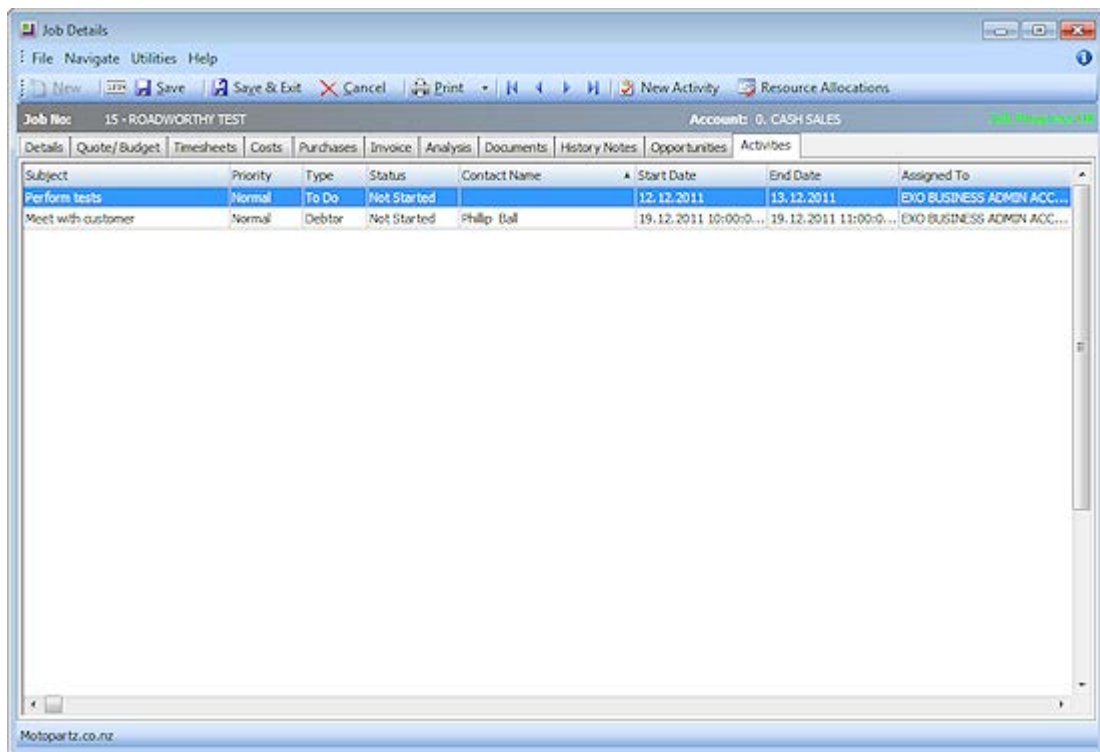 Job Details
File Navigate Utilities Help
New Save Save & Exit Cancel Print New Activity Resource Allocations
Job No: 15 - ROADWORTHY TEST Account: 0. CASH SALES
Details Quote/Budget Timesheets Costs Purchases Invoice Analysis Documents History Notes Opportunities Activities
Subject Priority Type Status Contact Name Start Date End Date Assigned To
Perform tests Normal To Do Not Started 12.12.2011 13.12.2011 EXO BUSINESS ADMIN ACC...
Meet with customer Normal Debtor Not Started Phillip Ball 19.12.2011 10:00:0... 19.12.2011 11:00:0... EXO BUSINESS ADMIN ACC...
Motopartz.co.nz